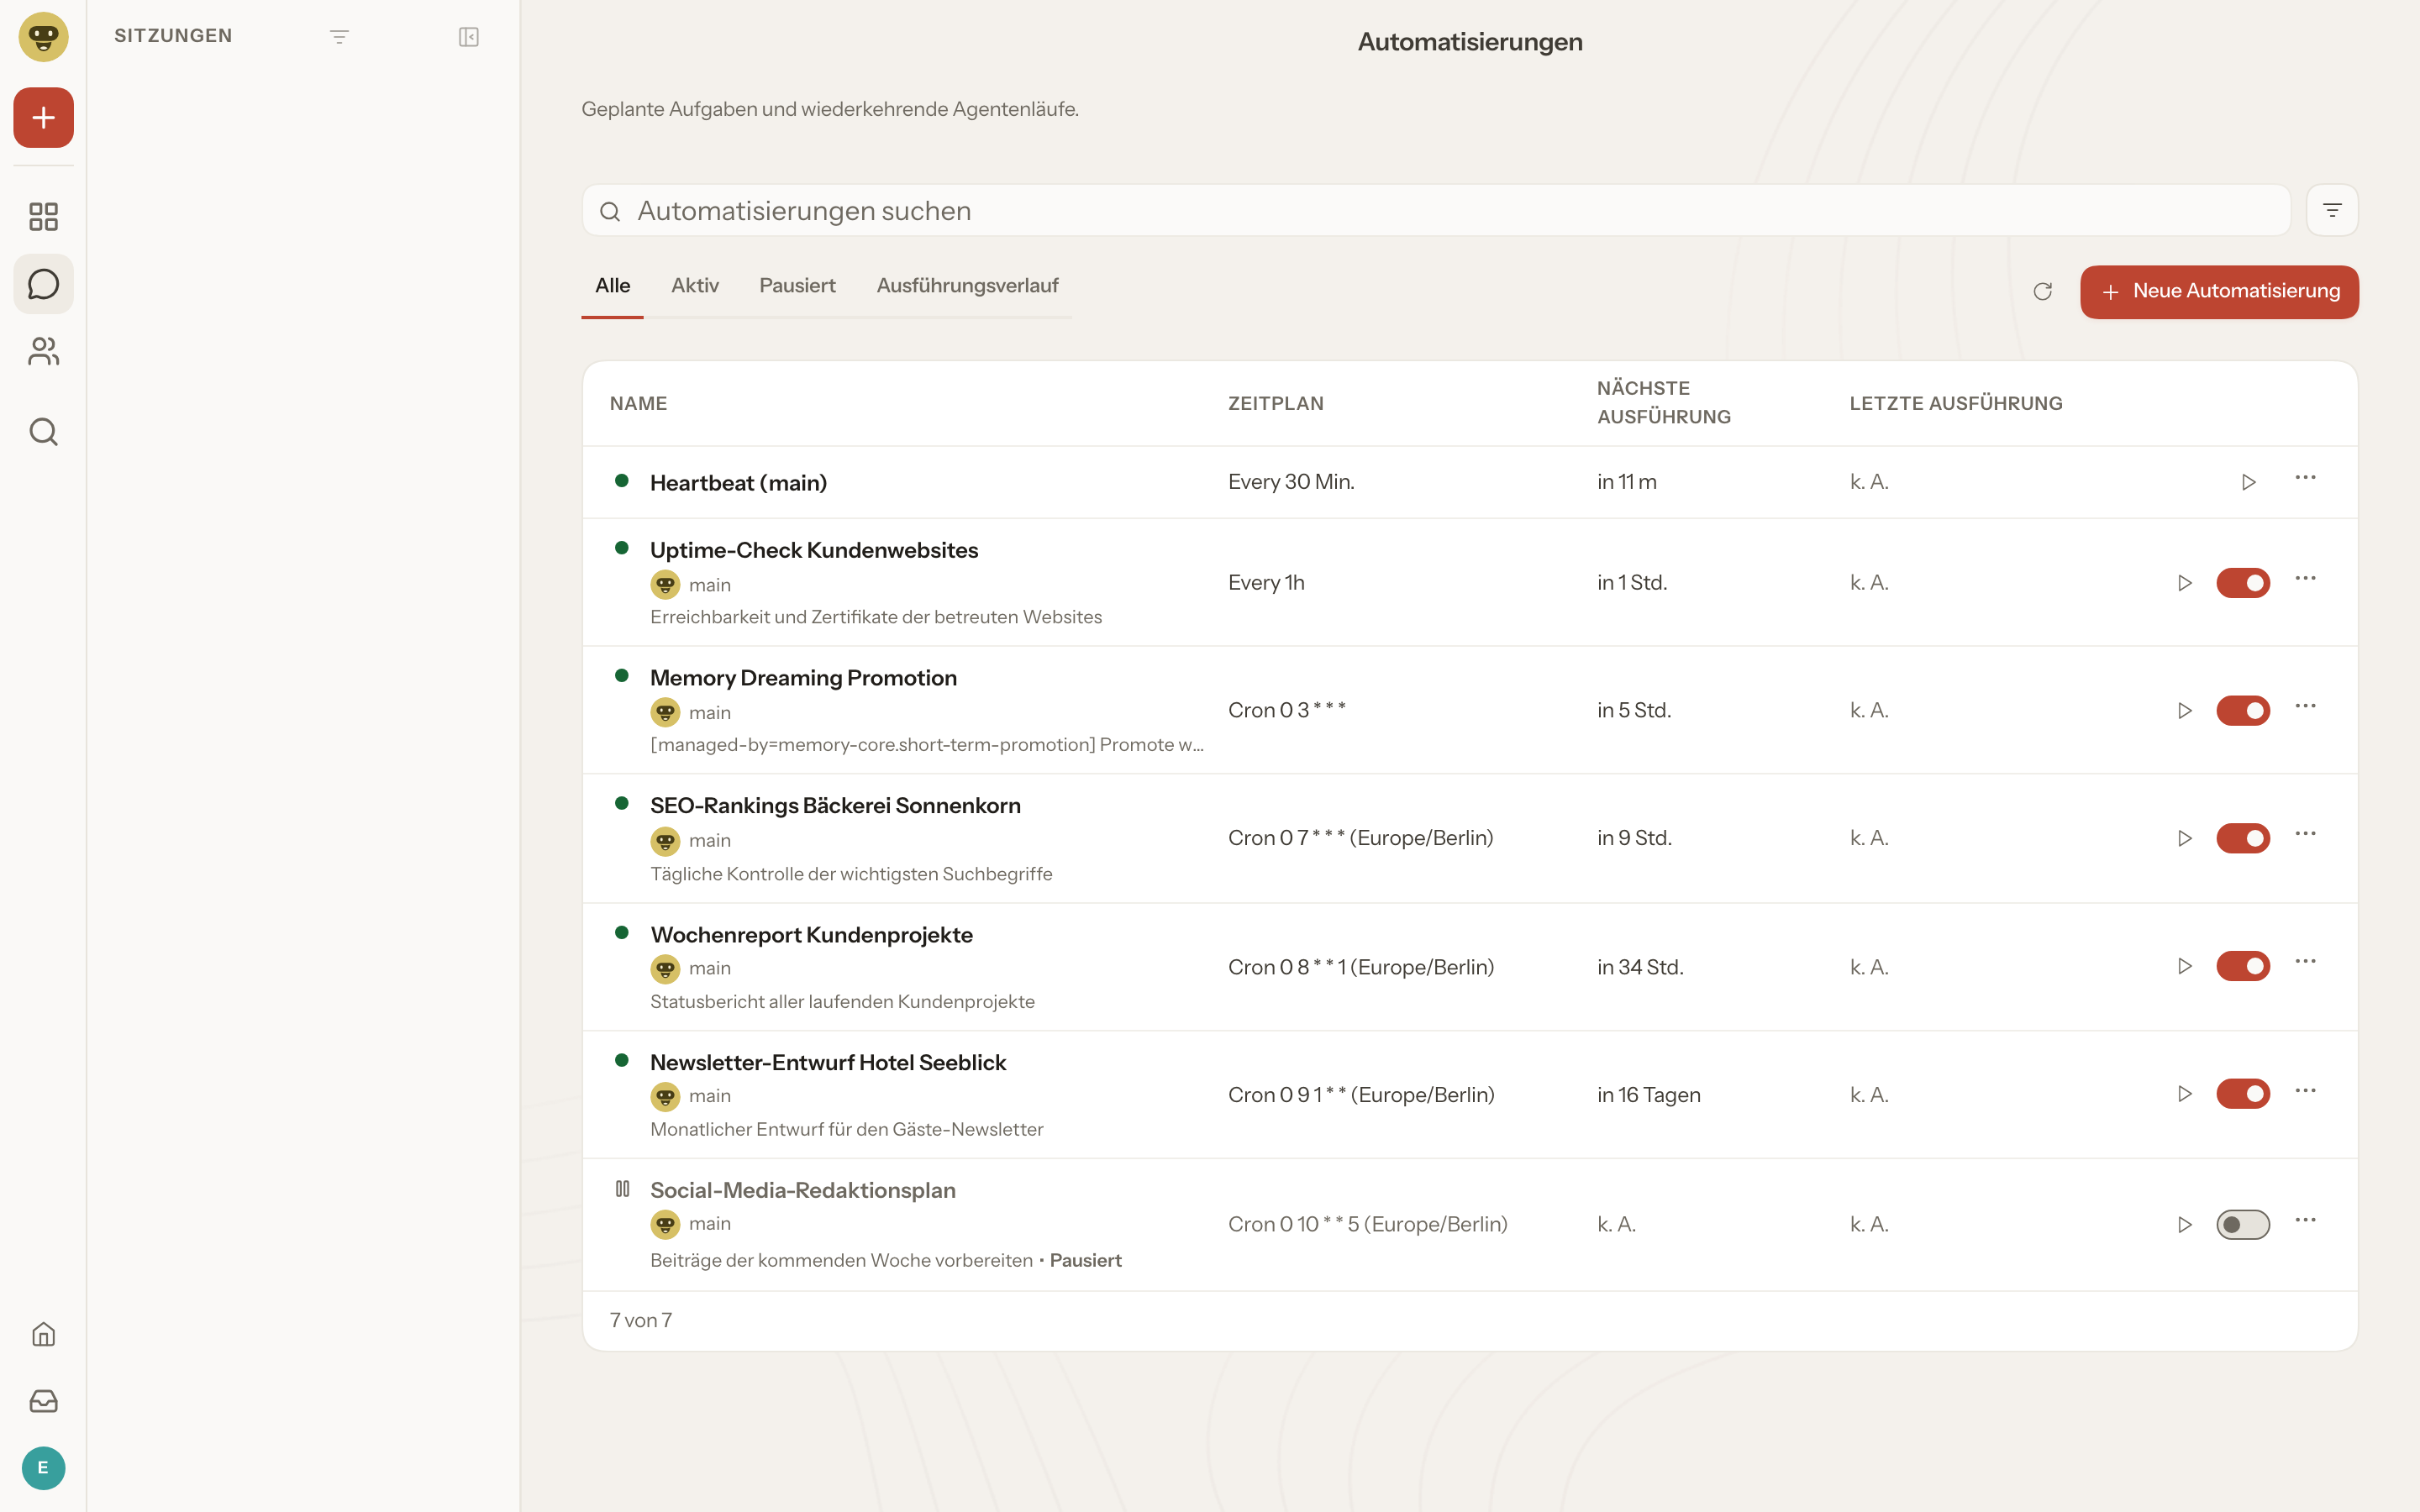 SITZUNGEN
Automatisierungen
Geplante Aufgaben und wiederkehrende Agentenläufe.
Automatisierungen suchen
Alle Aktiv Pausiert Ausführungsverlauf
Neue Automatisierung
NAME ZEITPLAN NÄCHSTE AUSFÜHRUNG LETZTE AUSFÜHRUNG
Heartbeat (main) Every 30 Min. in 11 m k. A.
Uptime-Check Kundenwebsites
main
Every 1h in 1 Std. k. A.
Erreichbarkeit und Zertifikate der betreuten Websites
Memory Dreaming Promotion
main
Cron 0 3 * * * in 5 Std. k. A.
[managed-by=memory-core.short-term-promotion] Promote w...
SEO-Rankings Bäckerei Sonnenkorn
main
Cron 0 7 * * * (Europe/Berlin) in 9 Std. k. A.
Tägliche Kontrolle der wichtigsten Suchbegriffe
Wochenreport Kundenprojekte
main
Cron 0 8 * * 1 (Europe/Berlin) in 34 Std. k. A.
Statusbericht aller laufenden Kundenprojekte
Newsletter-Entwurf Hotel Seeblick
main
Cron 0 9 1 * * (Europe/Berlin) in 16 Tagen k. A.
Monatlicher Entwurf für den Gäste-Newsletter
Social-Media-Redaktionsplan
main
Cron 0 10 * * 5 (Europe/Berlin) k. A. k. A.
Beiträge der kommenden Woche vorbereiten • Pausiert
7 von 7
E